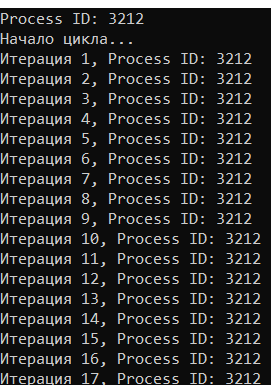 Process ID: 3212
Начало цикла...
Итерация 1, Process ID: 3212
Итерация 2, Process ID: 3212
Итерация 3, Process ID: 3212
Итерация 4, Process ID: 3212
Итерация 5, Process ID: 3212
Итерация 6, Process ID: 3212
Итерация 7, Process ID: 3212
Итерация 8, Process ID: 3212
Итерация 9, Process ID: 3212
Итерация 10, Process ID: 3212
Итерация 11, Process ID: 3212
Итерация 12, Process ID: 3212
Итерация 13, Process ID: 3212
Итерация 14, Process ID: 3212
Итерация 15, Process ID: 3212
Итерация 16, Process ID: 3212
Итерация 17, Process ID: 3212